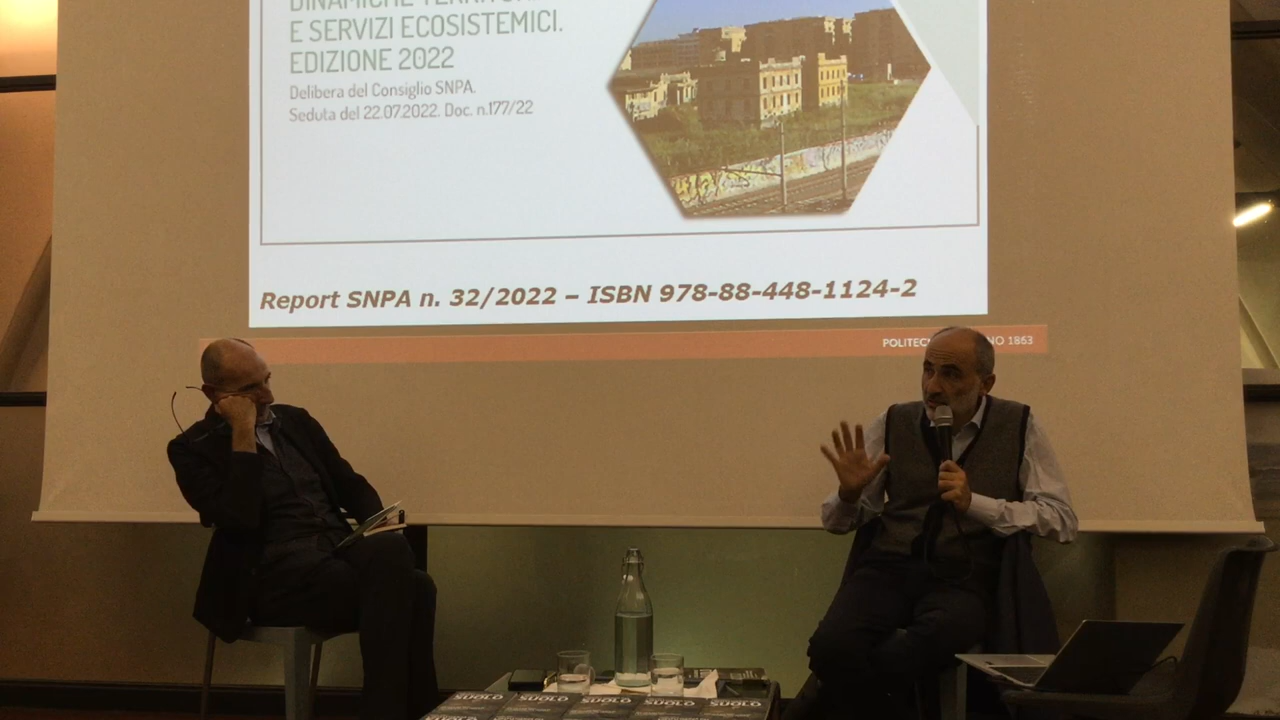 E SERVIZI ECOSISTEMICI.
EDIZIONE 2022
Delibera del Consiglio SNPA.
Seduta del 22.07.2022. Doc. n.177/22
Report SNPA n. 32/2022 – ISBN 978-88-448-1124-2
NO 1863
SUOLO SUOLO SUOLO SUOLO SUOLO